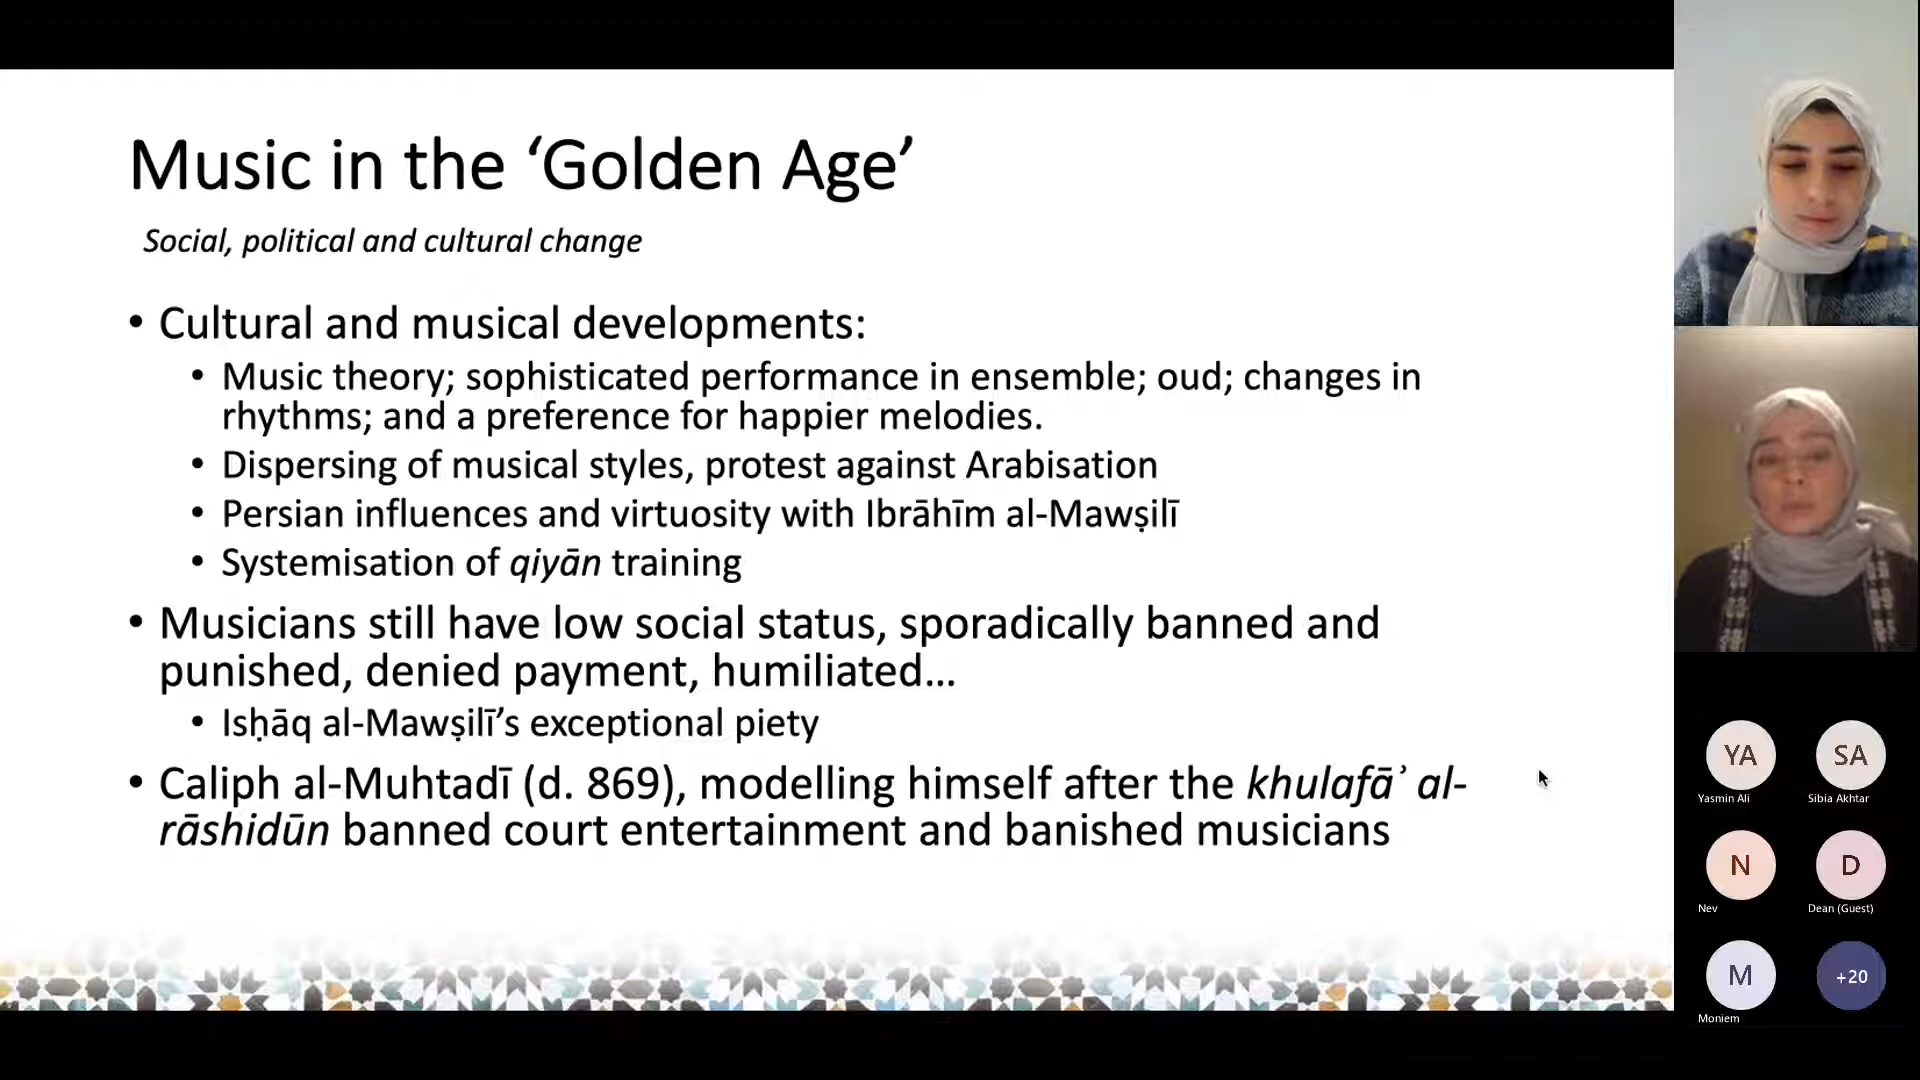 Music in the ‘Golden Age’
Social, political and cultural change
• Cultural and musical developments:
• Music theory; sophisticated performance in ensemble; oud; changes in
rhythms; and a preference for happier melodies.
• Dispersing of musical styles, protest against Arabisation
• Persian influences and virtuosity with Ibrāhīm al-Mawṣilī
• Systemisation of qiyān training
• Musicians still have low social status, sporadically banned and
punished, denied payment, humiliated…
• Isḥāq al-Mawṣilī’s exceptional piety
• Caliph al-Muhtadī (d. 869), modelling himself after the khulafāʾ al-
rāshidūn banned court entertainment and banished musicians
YA
Yasmin Ali
SA
Sibia Akhtar
N
Nev
D
Dean (Guest)
M
Moniem
+20